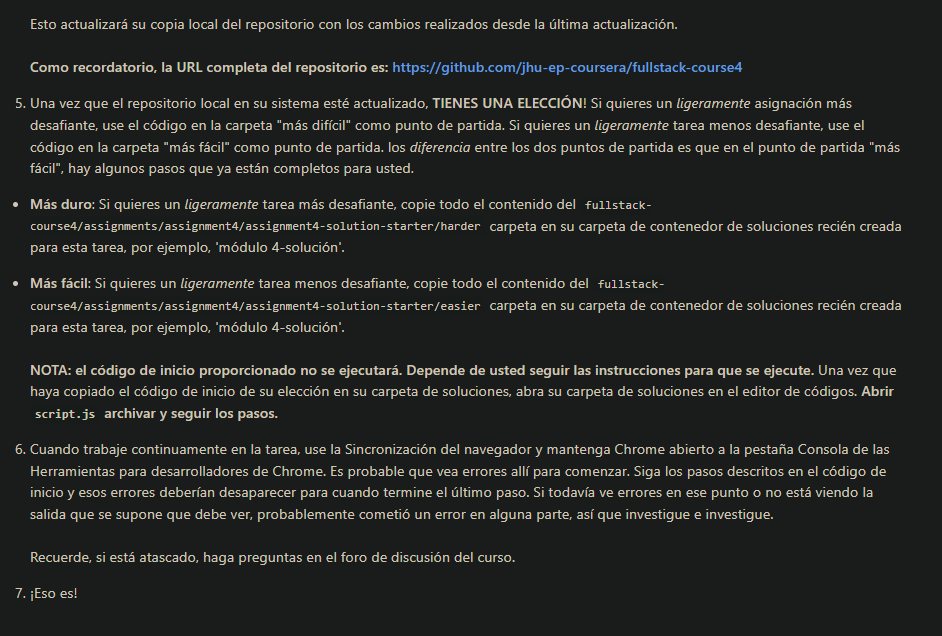 Esto actualizará su copia local del repositorio con los cambios realizados desde la última actualización.
Como recordatorio, la URL completa del repositorio es: https://github.com/jhu-ep-coursera/fullstack-course4
5. Una vez que el repositorio local en su sistema esté actualizado, TIENES UNA ELECCIÓN! Si quieres un ligeramente asignación más
desafiante, use el código en la carpeta "más difícil" como punto de partida. Si quieres un ligeramente tarea menos desafiante, use el
código en la carpeta "más fácil" como punto de partida. los diferencia entre los dos puntos de partida es que en el punto de partida "más
fácil", hay algunos pasos que ya están completos para usted.
• Más duro: Si quieres un ligeramente tarea más desafiante, copie todo el contenido del fullstack-
course4/assignments/assignment4/assignment4-solution-starter/harder carpeta en su carpeta de contenedor de soluciones recién creada
para esta tarea, por ejemplo, 'módulo 4-solución'.
• Más fácil: Si quieres un ligeramente tarea menos desafiante, copie todo el contenido del fullstack-
course4/assignments/assignment4/assignment4-solution-starter/easier carpeta en su carpeta de contenedor de soluciones recién creada
para esta tarea, por ejemplo, 'módulo 4-solución'.
NOTA: el código de inicio proporcionado no se ejecutará. Depende de usted seguir las instrucciones para que se ejecute. Una vez que
haya copiado el código de inicio de su elección en su carpeta de soluciones, abra su carpeta de soluciones en el editor de códigos. Abrir
script.js archivar y seguir los pasos.
6. Cuando trabaje continuamente en la tarea, use la Sincronización del navegador y mantenga Chrome abierto a la pestaña Consola de las
Herramientas para desarrolladores de Chrome. Es probable que vea errores allí para comenzar. Siga los pasos descritos en el código de
inicio y esos errores deberían desaparecer para cuando termine el último paso. Si todavía ve errores en ese punto o no está viendo la
salida que se supone que debe ver, probablemente cometió un error en alguna parte, así que investigue e investigue.
Recuerde, si está atascado, haga preguntas en el foro de discusión del curso.
7. ¡Eso es!